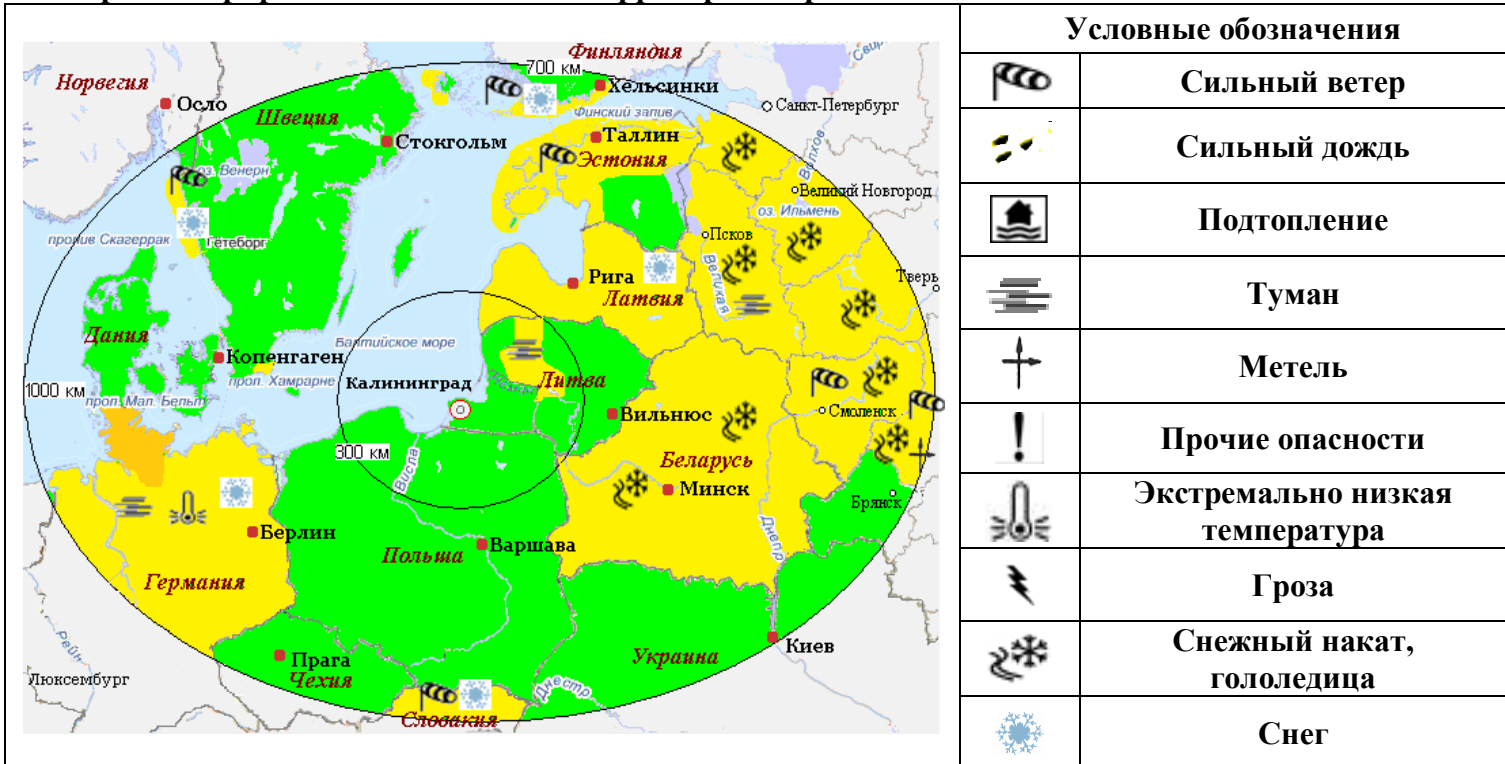 Условные обозначения
Сильный ветер
Сильный дождь
Подтопление
Туман
Метель
Прочие опасности
Экстремально низкая
температура
Гроза
Снежный накат,
гололедица
Снег
Финляндия
700 км
Норвегия
Хельсинки
Осло
Санкт-Петербург
Швеция
Финский залив
Стокгольм
Таллин
Эстония
Волхов
оз. Венерн
Великий Новгород
оз. Ильмень
пролив Скагеррак
Гетеборг
Псков
Великая
Рига
Латвия
Тверь
Дания
Балтийское море
Копенгаген
Калининград
Литва
1000 км
прол. Хамрарне
прол. Мал. Бельт
Вильнюс
Смоленск
300 км
Висла
Беларусь
Минск
Брянск
Днепр
Берлин
Польша
Варшава
Германия
Рейн
Киев
Прага
Чехия
Украина
Люксембург
Днестр
Словакия